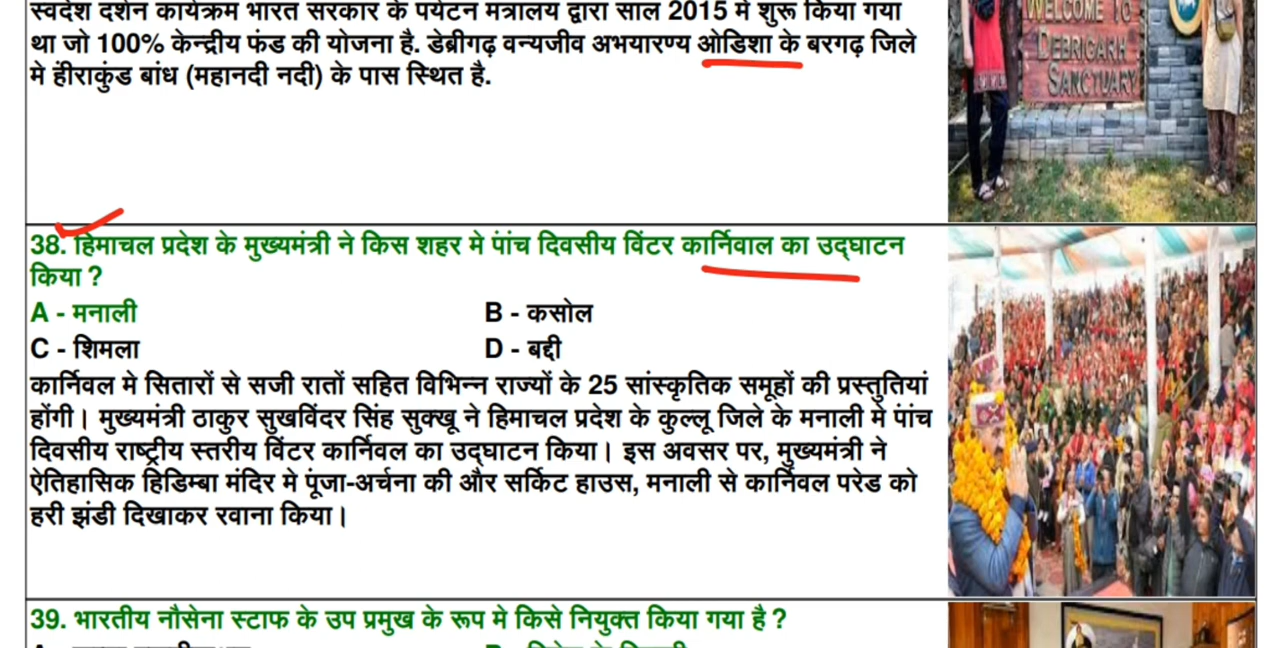 स्वदेश दर्शन कार्यक्रम भारत सरकार के पर्यटन मंत्रालय द्वारा साल 2015 मे शुरू किया गया
था जो 100% केन्द्रीय फंड की योजना है. डेब्रीगढ़ वन्यजीव अभयारण्य ओडिशा के बरगढ़ जिले
मे हीराकुंड बांध (महानदी नदी) के पास स्थित है.
WELCOME TO
DEBRIGARH
SANCTUARY
38. हिमाचल प्रदेश के मुख्यमंत्री ने किस शहर मे पांच दिवसीय विंटर कार्निवाल का उद्घाटन
किया ?
A - मनाली B - कसोल
C - शिमला D - बद्दी
कार्निवल मे सितारों से सजी रातों सहित विभिन्न राज्यों के 25 सांस्कृतिक समूहों की प्रस्तुतियां
होंगी। मुख्यमंत्री ठाकुर सुखविंदर सिंह सुक्खू ने हिमाचल प्रदेश के कुल्लू जिले के मनाली मे पांच
दिवसीय राष्ट्रीय स्तरीय विंटर कार्निवल का उद्घाटन किया। इस अवसर पर, मुख्यमंत्री ने
ऐतिहासिक हिडिम्बा मंदिर मे पूंजा-अर्चना की और सर्किट हाउस, मनाली से कार्निवल परेड को
हरी झंडी दिखाकर रवाना किया।
39. भारतीय नौसेना स्टाफ के उप प्रमुख के रूप मे किसे नियुक्त किया गया है ?